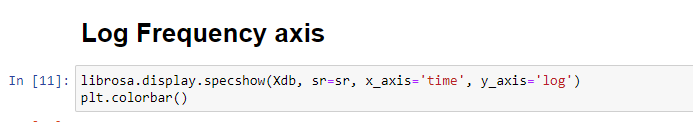 Log Frequency axis
In [11]: librosa.display.specshow(Xdb, sr=sr, x_axis='time', y_axis='log')
plt.colorbar()